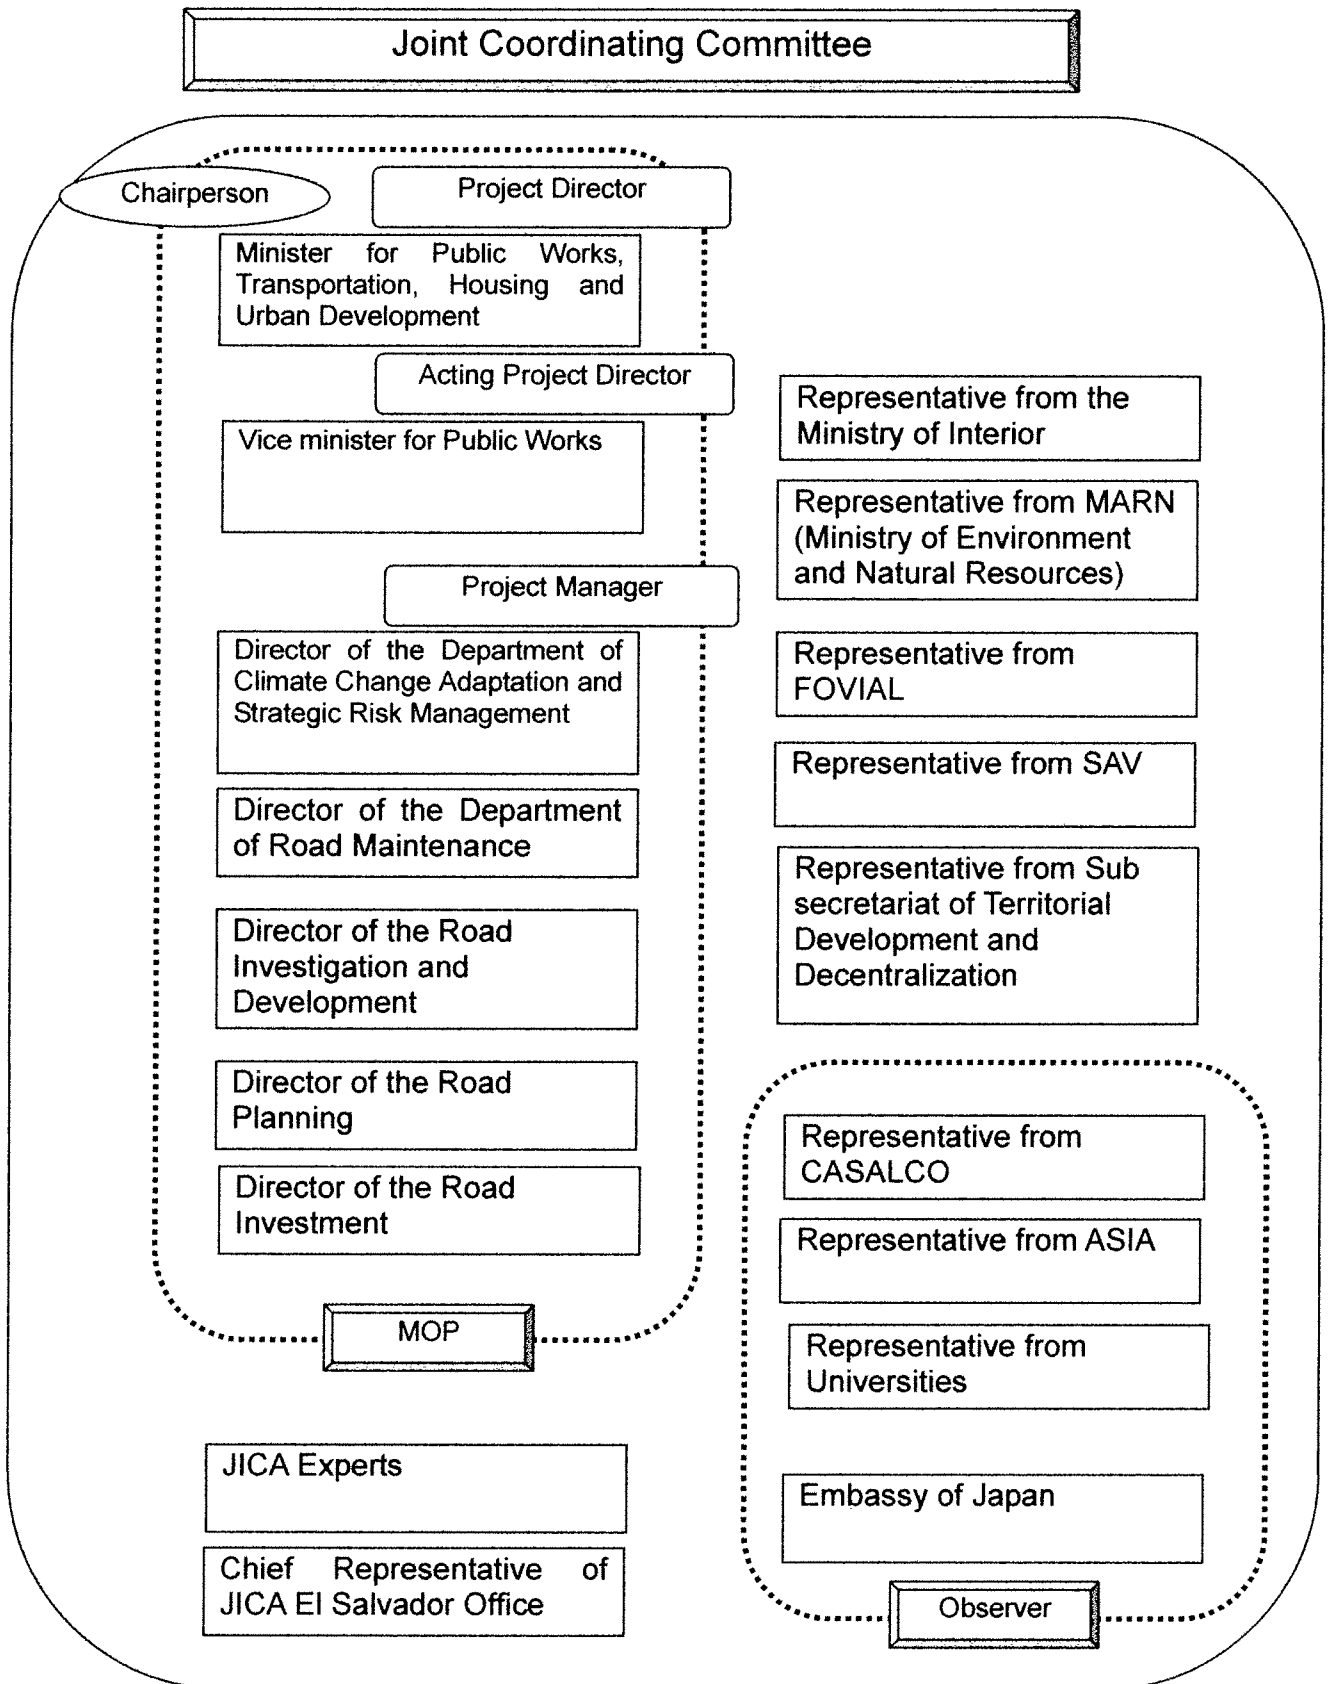 Joint Coordinating Committee
Chairperson
Project Director
Minister for Public Works,
Transportation, Housing and
Urban Development
Acting Project Director
Vice minister for Public Works
Project Manager
Director of the Department of
Climate Change Adaptation and
Strategic Risk Management
Director of the Department
of Road Maintenance
Director of the Road
Investigation and
Development
Director of the Road
Planning
Director of the Road
Investment
MOP
JICA Experts
Chief Representative of
JICA El Salvador Office
Representative from the
Ministry of Interior
Representative from MARN
(Ministry of Environment
and Natural Resources)
Representative from
FOVIAL
Representative from SAV
Representative from Sub
secretariat of Territorial
Development and
Decentralization
Representative from
CASALCO
Representative from ASIA
Representative from
Universities
Embassy of Japan
Observer